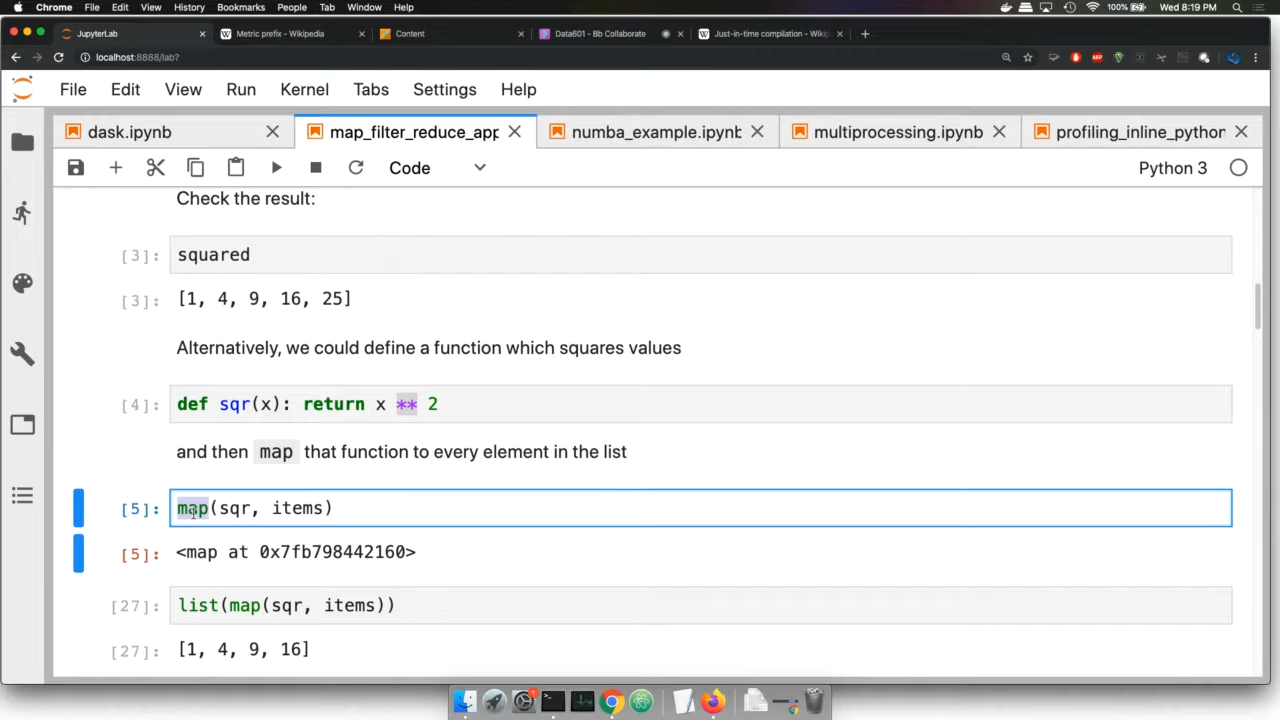 Chrome File Edit View History Bookmarks People Tab Window Help 100% Wed 8:19 PM
JupyterLab Metric prefix - Wikipedia Content Data601 - Bb Collaborate Just-in-time compilation - Wiki
localhost:8888/lab?
File Edit View Run Kernel Tabs Settings Help
dask.ipynb map_filter_reduce_app numba_example.ipynb multiprocessing.ipynb profiling_inline_python
Code Python 3
Check the result:
[3]: squared
[3]: [1, 4, 9, 16, 25]
Alternatively, we could define a function which squares values
[4]: def sqr(x): return x ** 2
and then map that function to every element in the list
[5]: map(sqr, items)
[5]: <map at 0x7fb798442160>
[27]: list(map(sqr, items))
[27]: [1, 4, 9, 16]